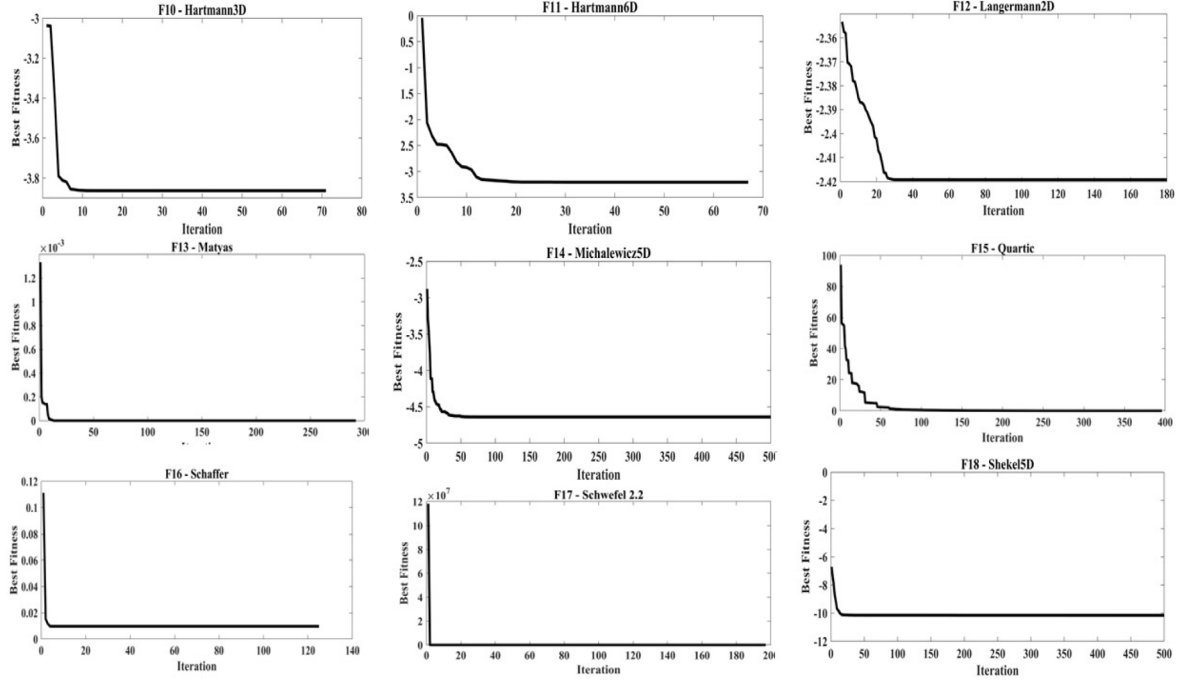 F10 - Hartmann3D
-3
-3.2
-3.4
-3.6
-3.8
Best Fitness
0 10 20 30 40 50 60 70 80
Iteration
F11 - Hartmann6D
0
0.5
-1
1.5
-2
2.5
-3
3.5
Best Fitness
0 10 20 30 40 50 60 70
Iteration
F12 - Langermann2D
-2.36
-2.37
-2.38
-2.39
-2.4
-2.41
-2.42
Best Fitness
0 20 40 60 80 100 120 140 160 180
Iteration
F13 - Matyas
×10⁻³
1.2
1
0.8
0.6
0.4
0.2
0
Best Fitness
0 50 100 150 200 250 30
F14 - Michalewicz5D
-2.5
-3
-3.5
-4
-4.5
-5
Best Fitness
0 50 100 150 200 250 300 350 400 450 50
Iteration
F15 - Quartic
100
80
60
40
20
0
Best Fitness
0 50 100 150 200 250 300 350 400
Iteration
F16 - Schaffer
0.12
0.1
0.08
0.06
0.04
0.02
0
Best Fitness
0 20 40 60 80 100 120 140
Iteration
F17 - Schwefel 2.2
×10⁷
12
10
8
6
4
2
0
Best Fitness
0 20 40 60 80 100 120 140 160 180 20
Iteration
F18 - Shekel5D
0
-2
-4
-6
-8
-10
-12
Best Fitness
0 50 100 150 200 250 300 350 400 450 500
Iteration